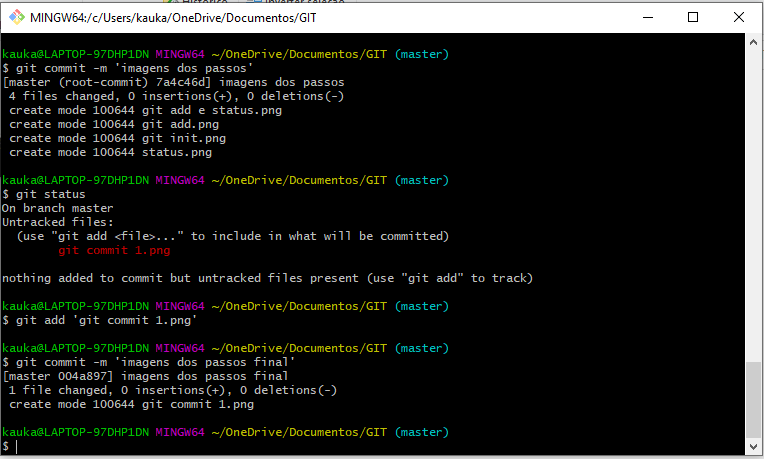 MINGW64:/c/Users/kauka/OneDrive/Documentos/GIT
kauka@LAPTOP-97DHP1DN MINGW64 ~/OneDrive/Documentos/GIT (master)
$ git commit -m 'imagens dos passos'
[master (root-commit) 7a4c46d] imagens dos passos
 4 files changed, 0 insertions(+), 0 deletions(-)
 create mode 100644 git add e status.png
 create mode 100644 git add.png
 create mode 100644 git init.png
 create mode 100644 status.png
kauka@LAPTOP-97DHP1DN MINGW64 ~/OneDrive/Documentos/GIT (master)
$ git status
On branch master
Untracked files:
  (use "git add <file>..." to include in what will be committed)
        git commit 1.png
nothing added to commit but untracked files present (use "git add" to track)
kauka@LAPTOP-97DHP1DN MINGW64 ~/OneDrive/Documentos/GIT (master)
$ git add 'git commit 1.png'
kauka@LAPTOP-97DHP1DN MINGW64 ~/OneDrive/Documentos/GIT (master)
$ git commit -m 'imagens dos passos final'
[master 004a897] imagens dos passos final
 1 file changed, 0 insertions(+), 0 deletions(-)
 create mode 100644 git commit 1.png
kauka@LAPTOP-97DHP1DN MINGW64 ~/OneDrive/Documentos/GIT (master)
$